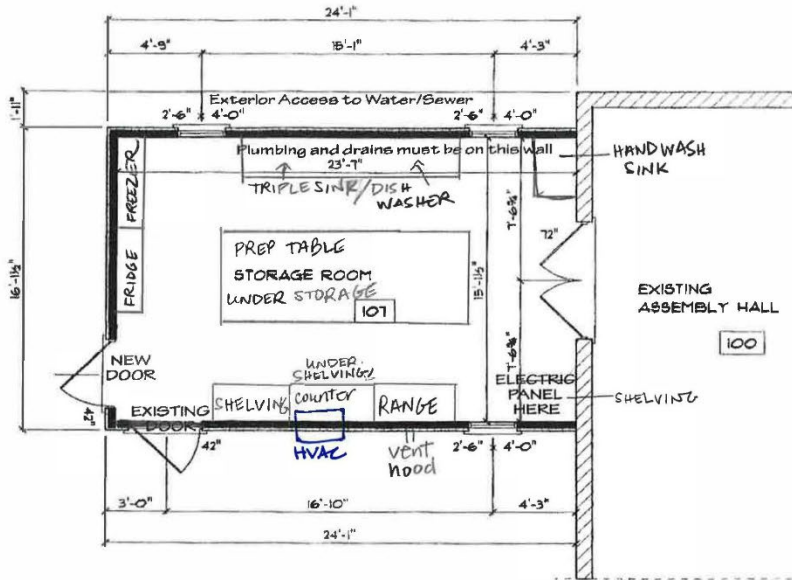 24'-1"
4'-9"
15'-1"
4'-3"
1'-11"
Exterior Access to Water/Sewer
2'-6"
4'-0"
2'-6"
4'-0"
Plumbing and drains must be on this wall
23'-7"
TRIPLE SINK/DISH
WASHER
HAND WASH
SINK
FREEZER
FRIDGE
16'-11½"
PREP TABLE
STORAGE ROOM
UNDER STORAGE
107
15'-11½"
7'-6¾"
72"
7'-6¾"
EXISTING
ASSEMBLY HALL
100
NEW
DOOR
42"
EXISTING
DOOR
42"
UNDER
SHELVING
SHELVING
counter
RANGE
ELECTRIC
PANEL
HERE
SHELVING
HVAC
vent
hood
2'-6"
4'-0"
3'-0"
16'-10"
4'-3"
24'-1"